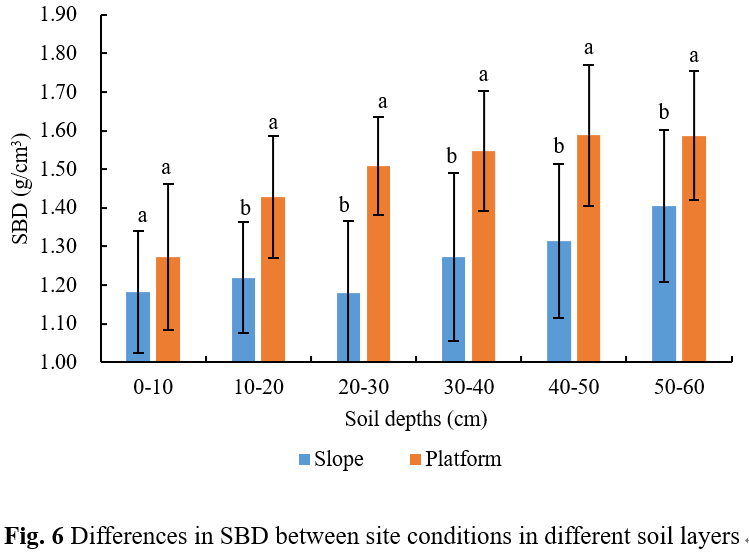 1.90
1.80
1.70
1.60
1.50
1.40
1.30
1.20
1.10
1.00
SBD (g/cm³)
a a b a b a b a b a b a
0-10 10-20 20-30 30-40 40-50 50-60
Soil depths (cm)
Slope Platform
Fig. 6 Differences in SBD between site conditions in different soil layers